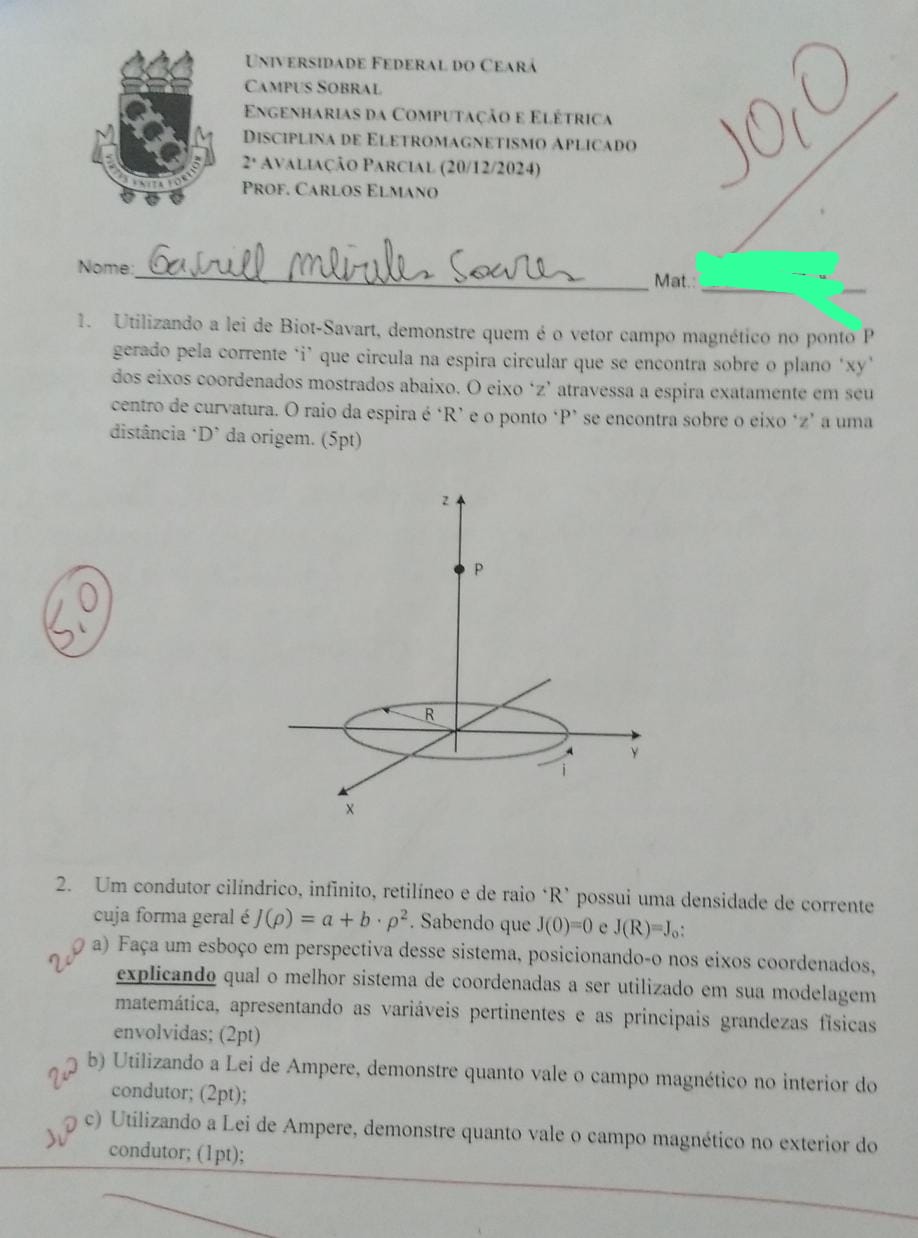 UNIVERSIDADE FEDERAL DO CEARÁ
CAMPUS SOBRAL
ENGENHARIAS DA COMPUTAÇÃO E ELÉTRICA
DISCIPLINA DE ELETROMAGNETISMO APLICADO
2ª AVALIAÇÃO PARCIAL (20/12/2024)
PROF. CARLOS ELMANO
10,0
VIRTUS UNITA FORTIOR
Nome: Gabriell Meireles Soares Mat.:
1. Utilizando a lei de Biot-Savart, demonstre quem é o vetor campo magnético no ponto P
gerado pela corrente ‘i’ que circula na espira circular que se encontra sobre o plano ‘xy’
dos eixos coordenados mostrados abaixo. O eixo ‘z’ atravessa a espira exatamente em seu
centro de curvatura. O raio da espira é ‘R’ e o ponto ‘P’ se encontra sobre o eixo ‘z’ a uma
distância ‘D’ da origem. (5pt)
z
P
5,0
R
y
i
x
2. Um condutor cilíndrico, infinito, retilíneo e de raio ‘R’ possui uma densidade de corrente
cuja forma geral é J(ρ) = a + b · ρ². Sabendo que J(0)=0 e J(R)=Jₒ:
2,0 a) Faça um esboço em perspectiva desse sistema, posicionando-o nos eixos coordenados,
explicando qual o melhor sistema de coordenadas a ser utilizado em sua modelagem
matemática, apresentando as variáveis pertinentes e as principais grandezas físicas
envolvidas; (2pt)
2,0 b) Utilizando a Lei de Ampere, demonstre quanto vale o campo magnético no interior do
condutor; (2pt);
1,0 c) Utilizando a Lei de Ampere, demonstre quanto vale o campo magnético no exterior do
condutor; (1pt);